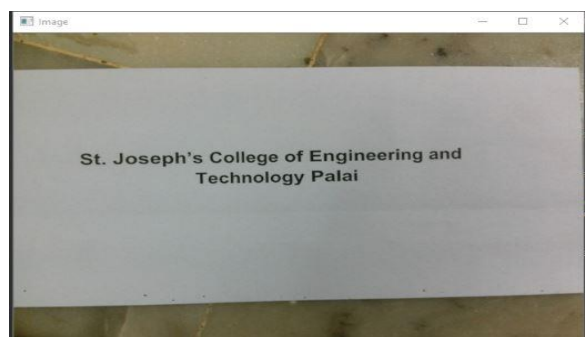 Image
St. Joseph's College of Engineering and
Technology Palai